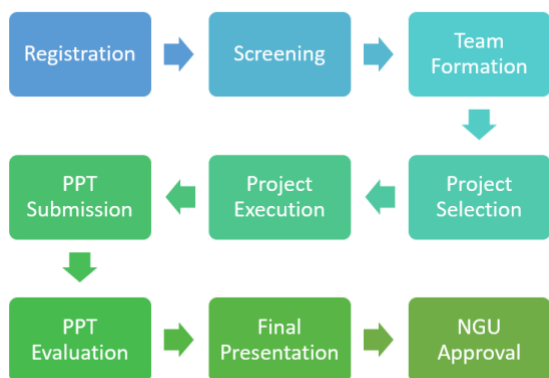 Registration
Screening
Team
Formation
Project
Selection
Project
Execution
PPT
Submission
PPT
Evaluation
Final
Presentation
NGU
Approval